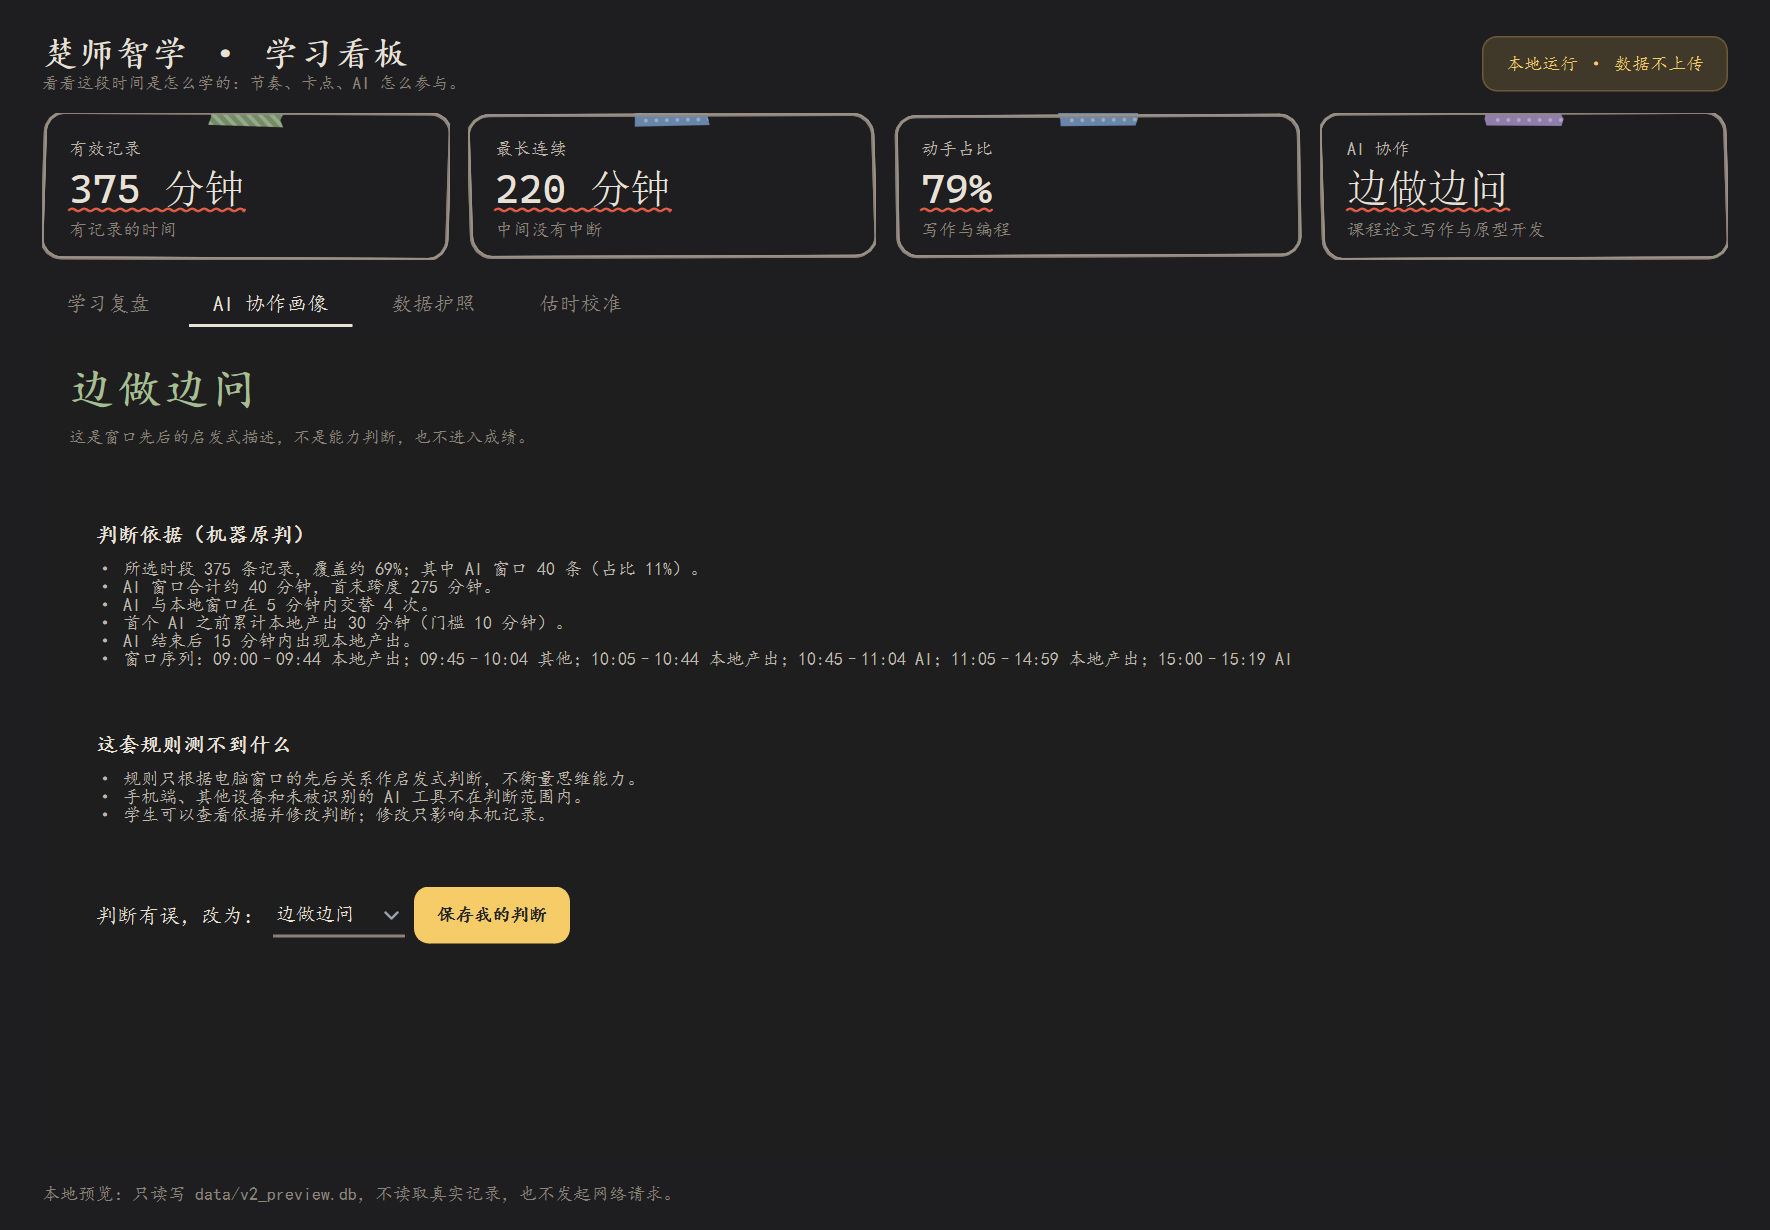 楚师智学 · 学习看板
看看这段时间是怎么学的：节奏、卡点、AI 怎么参与。
本地运行 · 数据不上传
有效记录
375 分钟
有记录的时间
最长连续
220 分钟
中间没有中断
动手占比
79%
写作与编程
AI 协作
边做边问
课程论文写作与原型开发
学习复盘
AI 协作画像
数据护照
估时校准
边做边问
这是窗口先后的启发式描述，不是能力判断，也不进入成绩。
判断依据（机器原判）
• 所选时段 375 条记录，覆盖约 69%；其中 AI 窗口 40 条（占比 11%）。
• AI 窗口合计约 40 分钟，首末跨度 275 分钟。
• AI 与本地窗口在 5 分钟内交替 4 次。
• 首个 AI 之前累计本地产出 30 分钟（门槛 10 分钟）。
• AI 结束后 15 分钟内出现本地产出。
• 窗口序列：09:00–09:44 本地产出；09:45–10:04 其他；10:05–10:44 本地产出；10:45–11:04 AI；11:05–14:59 本地产出；15:00–15:19 AI
这套规则测不到什么
• 规则只根据电脑窗口的先后关系作启发式判断，不衡量思维能力。
• 手机端、其他设备和未被识别的 AI 工具不在判断范围内。
• 学生可以查看依据并修改判断；修改只影响本机记录。
判断有误，改为：
边做边问
保存我的判断
本地预览：只读写 data/v2_preview.db，不读取真实记录，也不发起网络请求。